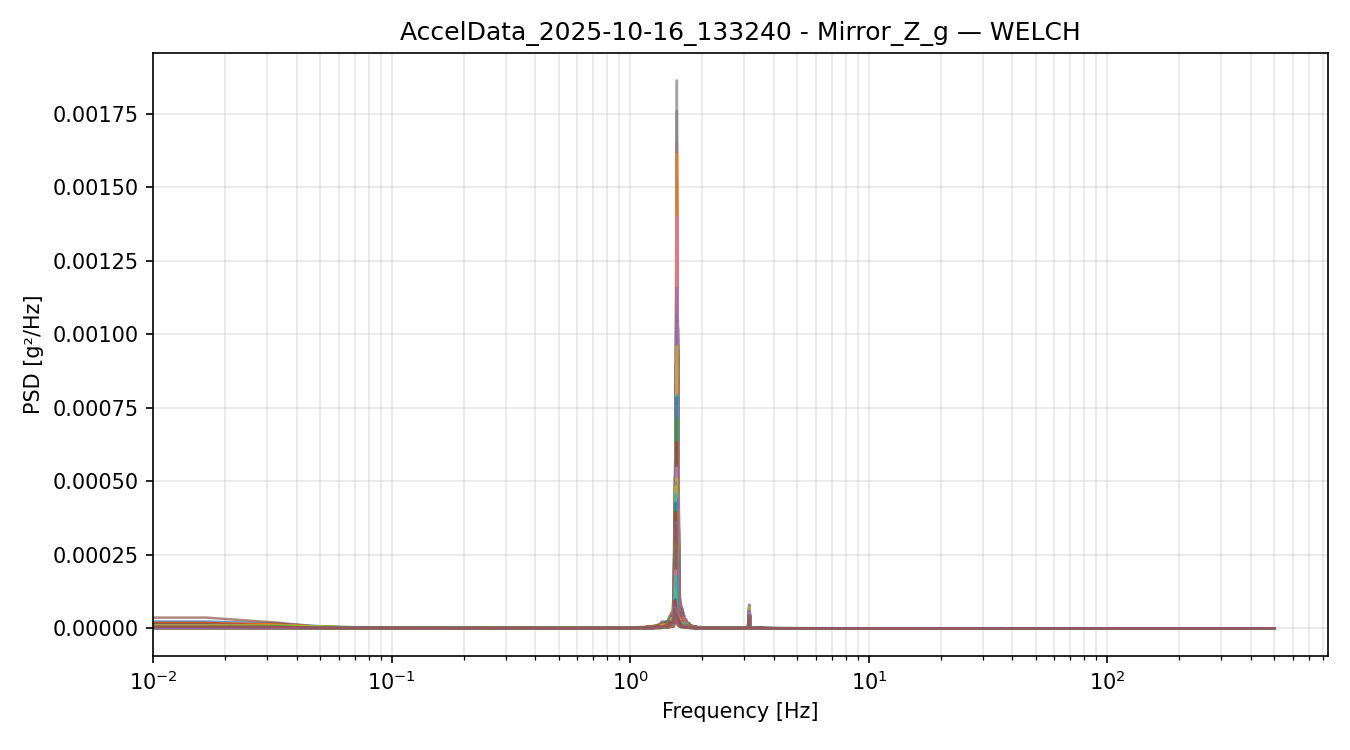 AccelData_2025-10-16_133240 - Mirror_Z_g — WELCH
PSD [g²/Hz]
0.00175
0.00150
0.00125
0.00100
0.00075
0.00050
0.00025
0.00000
10⁻² 10⁻¹ 10⁰ 10¹ 10²
Frequency [Hz]